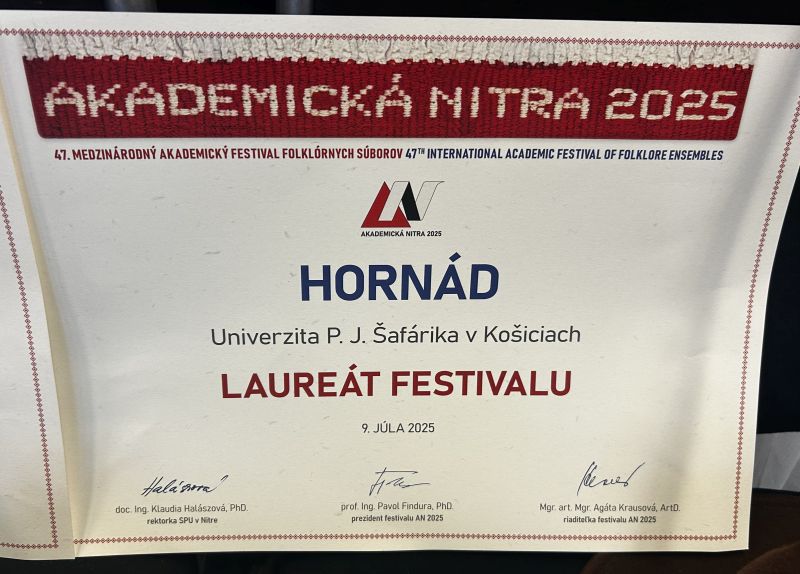 AKADEMICKÁ NITRA 2025
47. MEDZINÁRODNÝ AKADEMICKÝ FESTIVAL FOLKLÓRNYCH SÚBOROV 47TH INTERNATIONAL ACADEMIC FESTIVAL OF FOLKLORE ENSEMBLES
AKADEMICKÁ NITRA 2025
HORNÁD
Univerzita P. J. Šafárika v Košiciach
LAUREÁT FESTIVALU
9. JÚLA 2025
Halászová
doc. Ing. Klaudia Halászová, PhD. prof. Ing. Pavol Findura, PhD. Mgr. art. Mgr. Agáta Krausová, ArtD.
rektorka SPU v Nitre prezident festivalu AN 2025 riaditeľka festivalu AN 2025